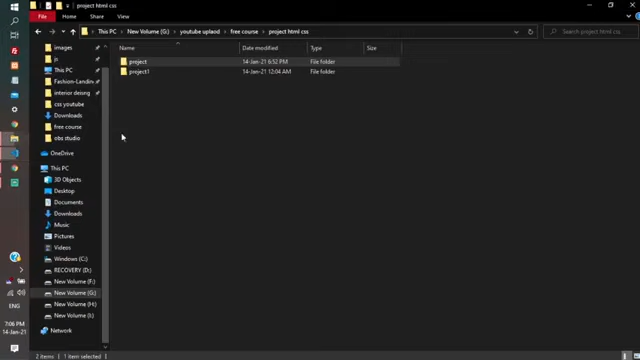 project html css
File
Home
Share
View
This PC > New Volume (G:) > youtube uplaod > free course > project html css
Search project html css
Name
Date modified
Type
Size
project
14-Jan-21 6:52 PM
File folder
project1
14-Jan-21 12:04 AM
File folder
images
js
This PC
Fashion-Landin
interior deisng
css youtube
Downloads
free course
obs studio
OneDrive
This PC
3D Objects
Desktop
Documents
Downloads
Music
Pictures
Videos
Windows (C:)
RECOVERY (D:)
New Volume (F:)
New Volume (G:)
New Volume (H:)
New Volume (I:)
Network
ENG
7:06 PM
14-Jan-21
2 items
1 item selected